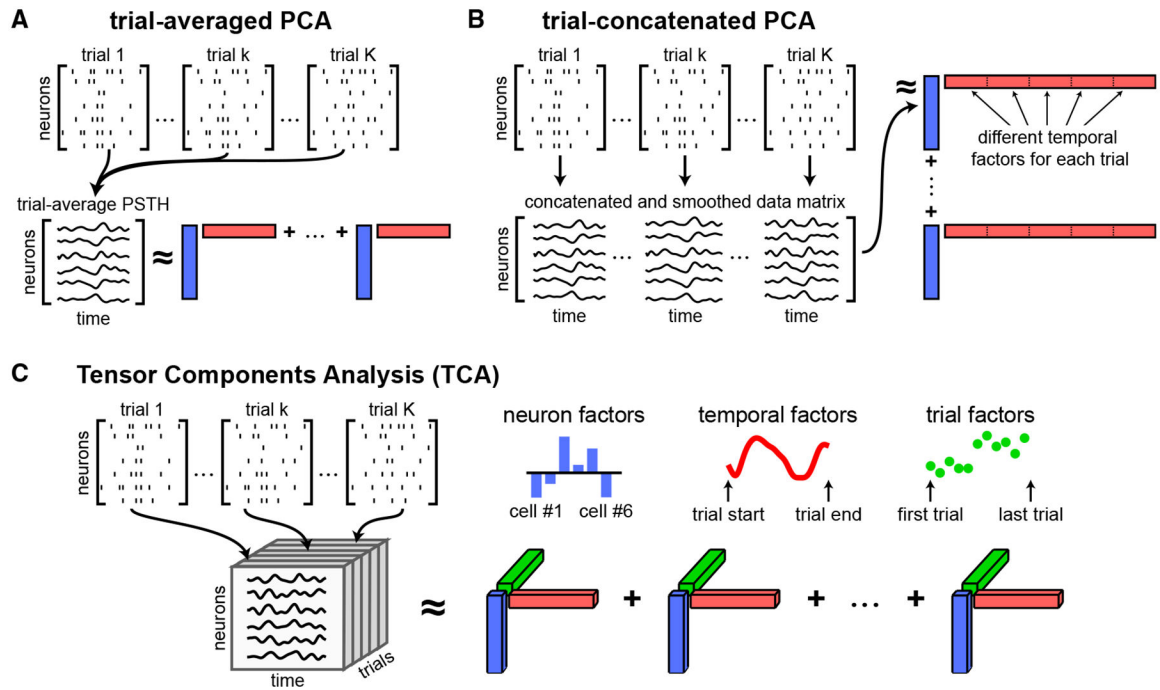 A trial-averaged PCA
trial 1 trial k trial K
neurons
... ...
trial-average PSTH
neurons
≈ + ... +
time
B trial-concatenated PCA
trial 1 trial k trial K
neurons
... ...
concatenated and smoothed data matrix
neurons
... ...
time time time
≈
different temporal
factors for each trial
+
...
+
C Tensor Components Analysis (TCA)
trial 1 trial k trial K
neurons
... ...
neurons
time
trials
neuron factors
cell #1 cell #6
temporal factors
trial start trial end
trial factors
first trial last trial
≈ + + ... +